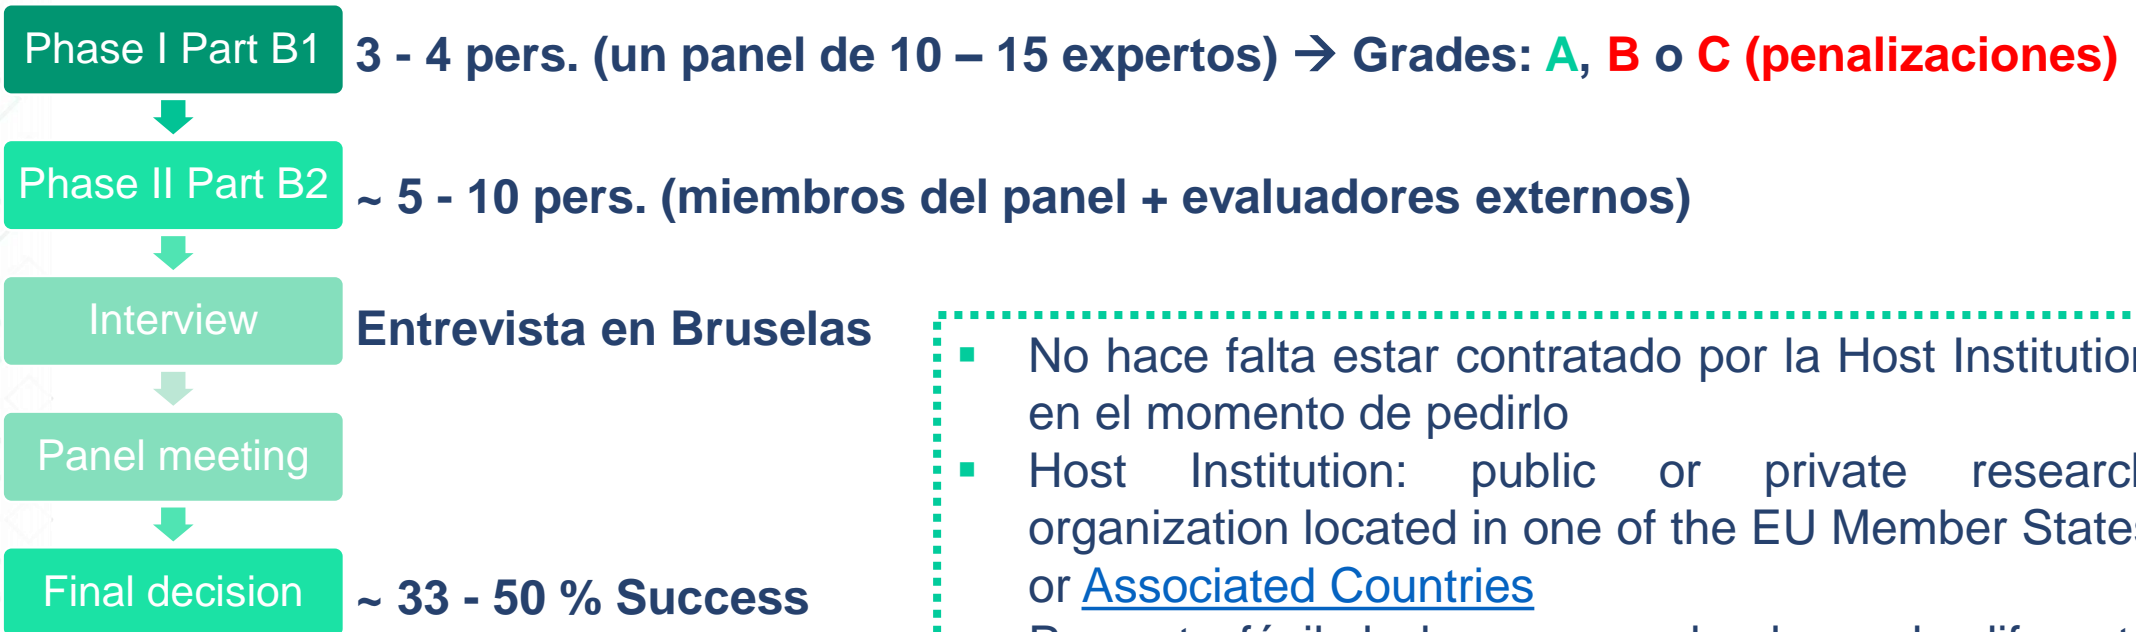 Phase I Part B1
3 - 4 pers. (un panel de 10 – 15 expertos) → Grades: A, B o C (penalizaciones)
Phase II Part B2
~ 5 - 10 pers. (miembros del panel + evaluadores externos)
Interview
Entrevista en Bruselas
Panel meeting
Final decision
~ 33 - 50 % Success
▪ No hace falta estar contratado por la Host Institution
en el momento de pedirlo
▪ Host Institution: public or private research
organization located in one of the EU Member States
or Associated Countries